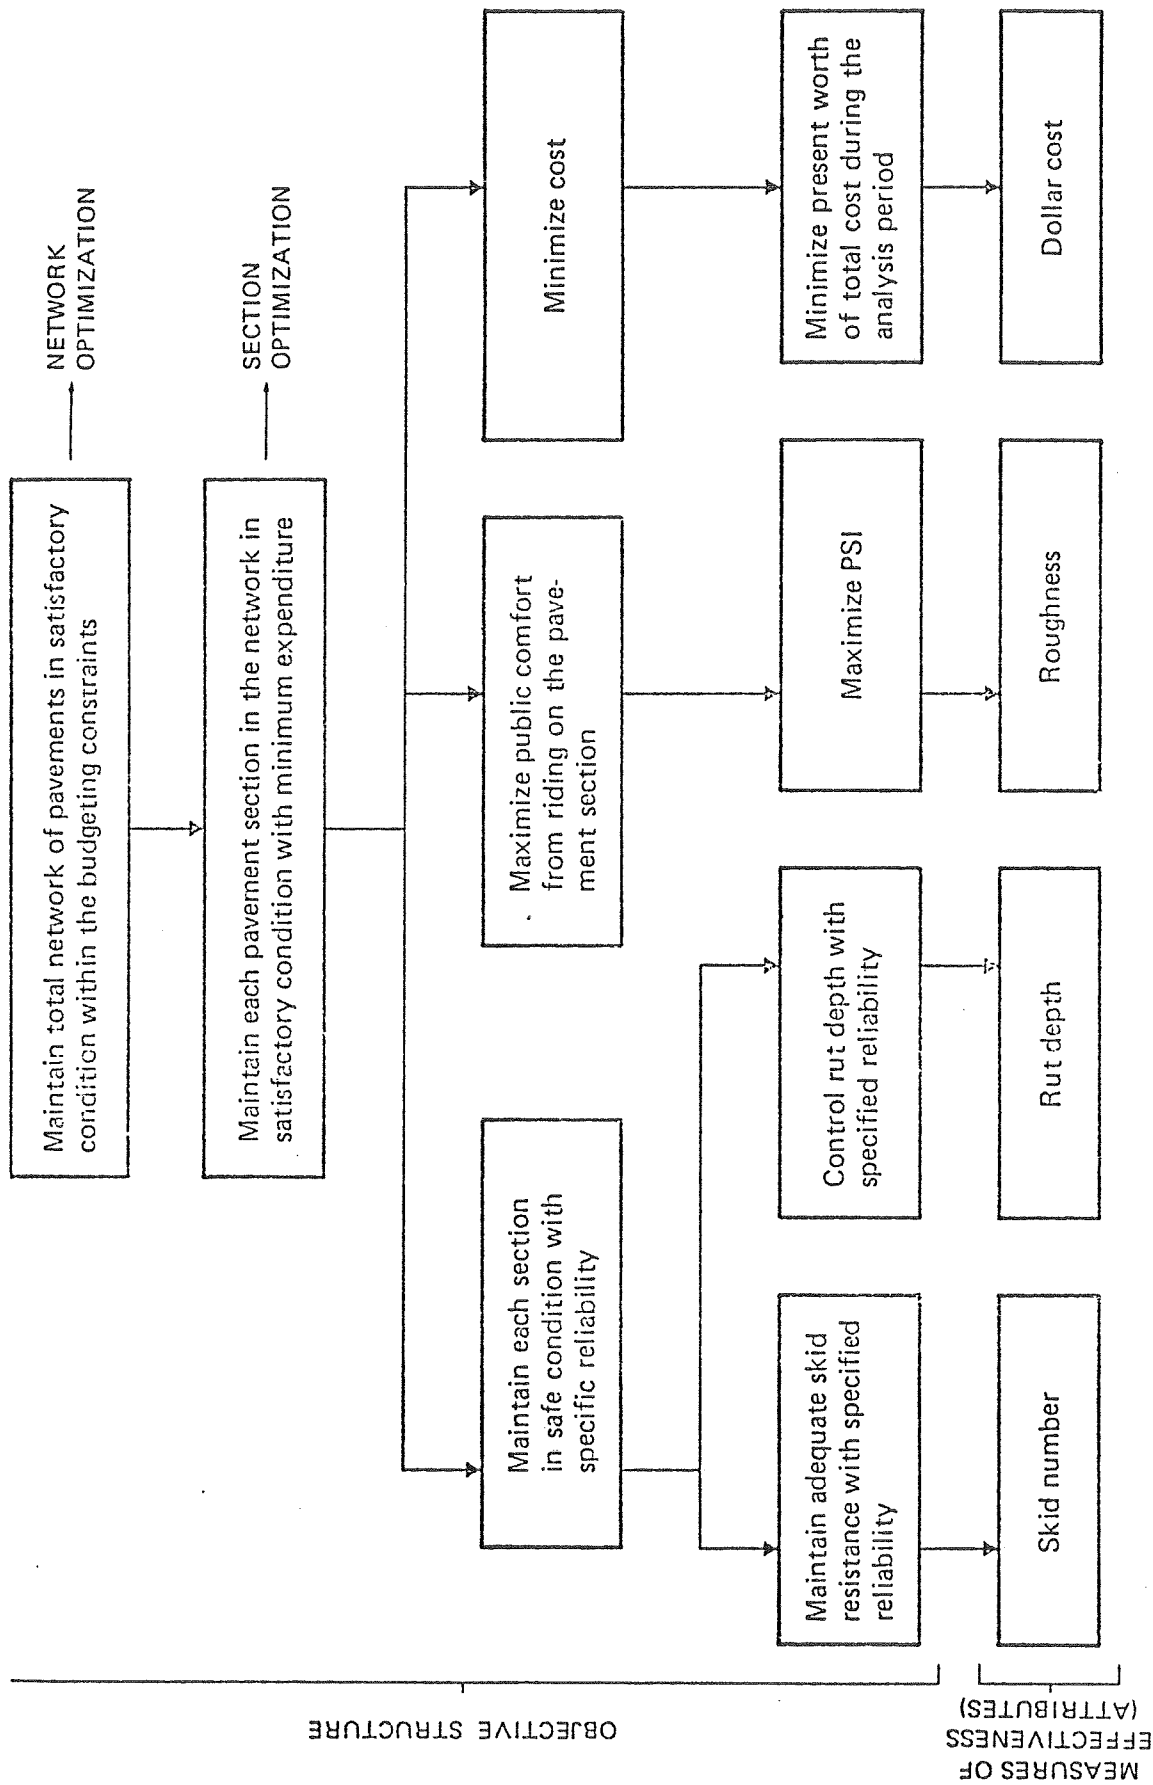 Maintain total network of pavements in satisfactory
condition within the budgeting constraints
NETWORK
OPTIMIZATION
Maintain each pavement section in the network in
satisfactory condition with minimum expenditure
SECTION
OPTIMIZATION
Maintain each section
in safe condition with
specific reliability
Maximize public comfort
from riding on the pave-
ment section
Minimize cost
Maintain adequate skid
resistance with specified
reliability
Control rut depth with
specified reliability
Maximize PSI
Minimize present worth
of total cost during the
analysis period
Skid number
Rut depth
Roughness
Dollar cost
OBJECTIVE STRUCTURE
MEASURES OF
EFFECTIVENESS
(ATTRIBUTES)